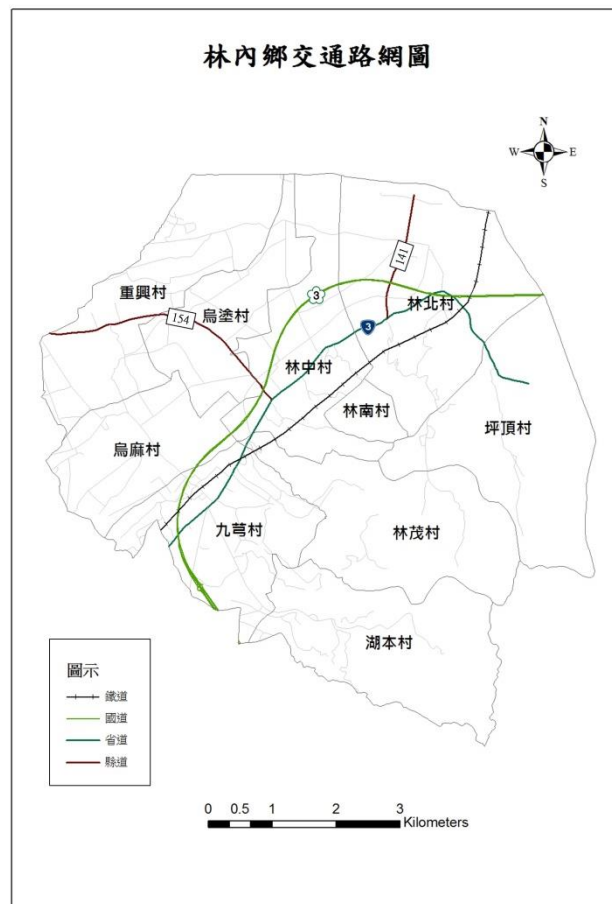 林內鄉交通路網圖
N
W
E
S
141
重興村
3
154
烏塗村
林北村
3
林中村
林南村
烏麻村
坪頂村
九芎村
林茂村
湖本村
圖示
鐵道
國道
省道
縣道
0 0.5 1 2 3
Kilometers